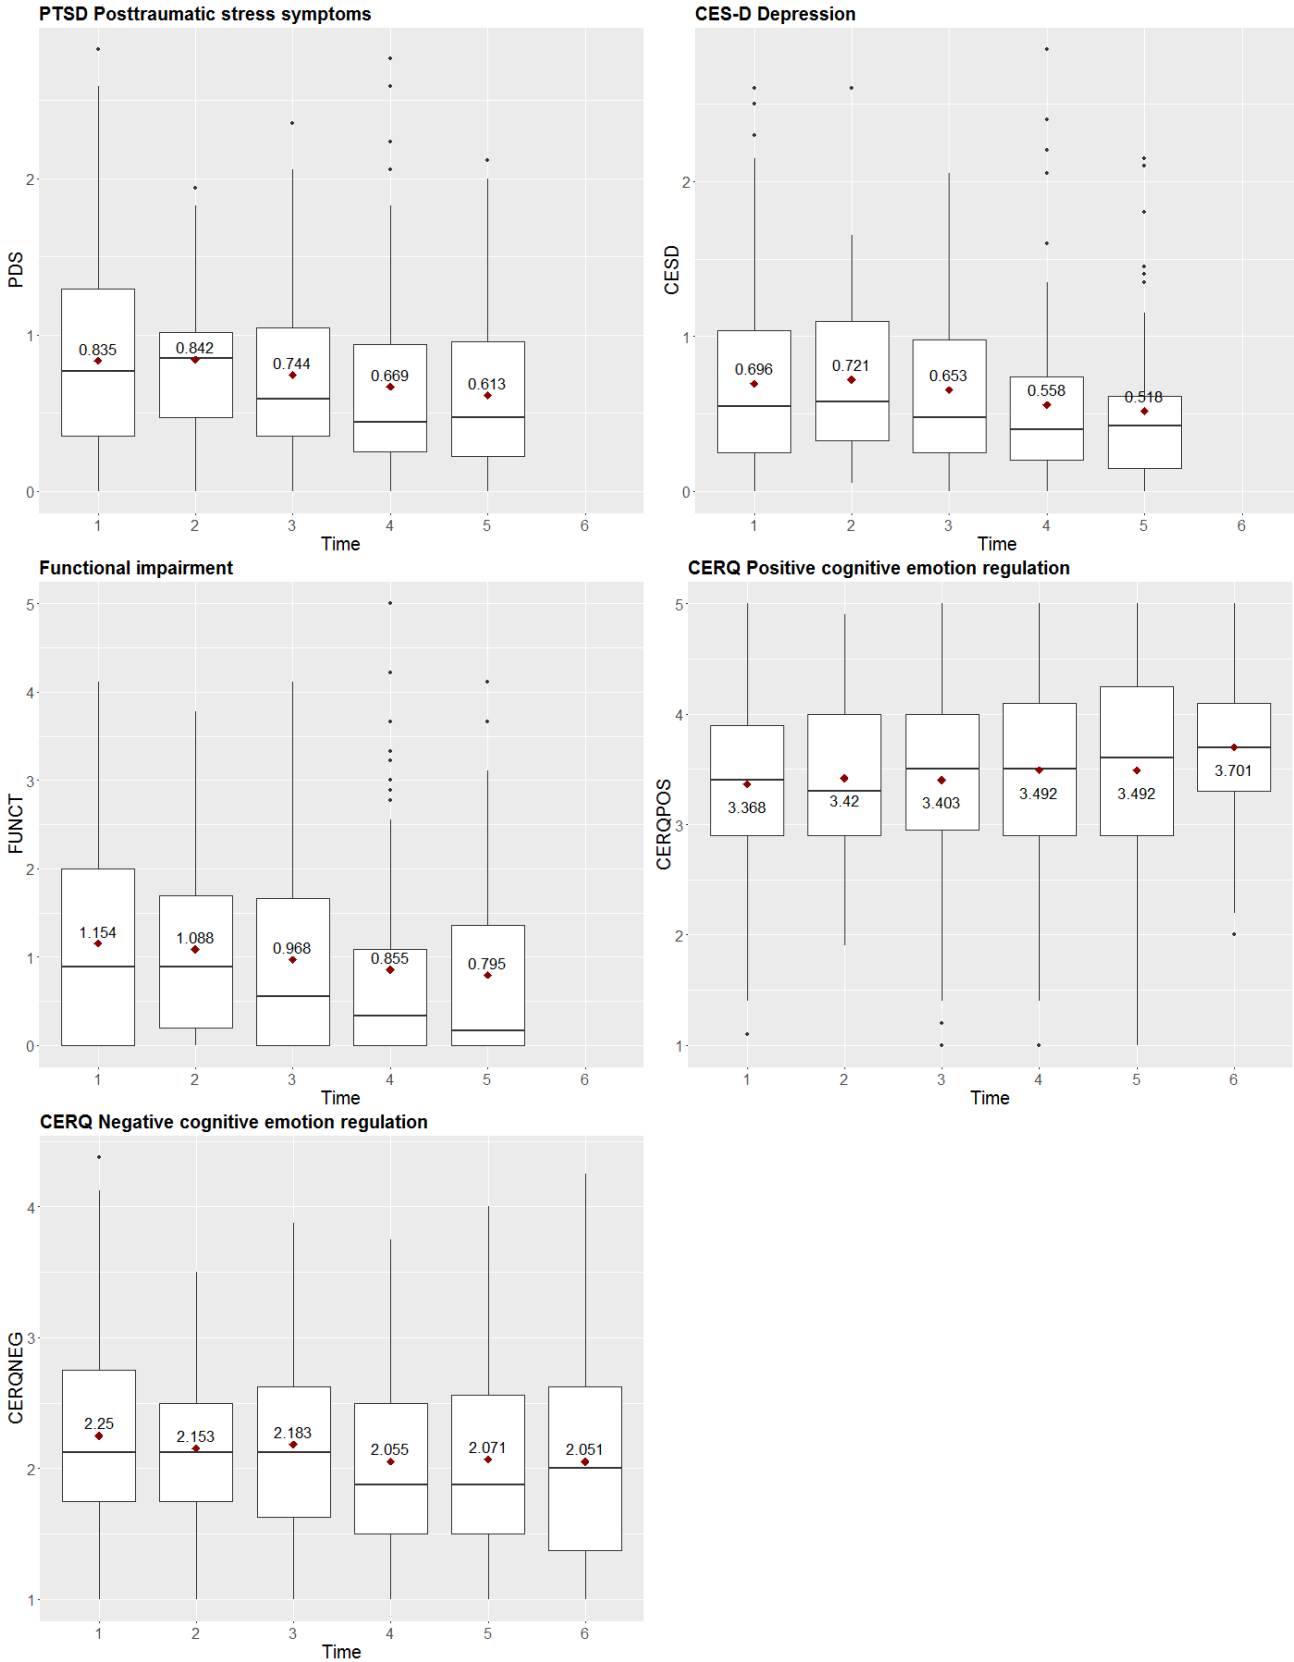 PTSD Posttraumatic stress symptoms
PDS
2
1
0
0.835
0.842
0.744
0.669
0.613
1 2 3 4 5 6
Time
CES-D Depression
CESD
2
1
0
0.696
0.721
0.653
0.558
0.518
1 2 3 4 5 6
Time
Functional impairment
FUNCT
5
4
3
2
1
0
1.154
1.088
0.968
0.855
0.795
1 2 3 4 5 6
Time
CERQ Positive cognitive emotion regulation
CERQPOS
5
4
3
2
1
3.368
3.42
3.403
3.492
3.492
3.701
1 2 3 4 5 6
Time
CERQ Negative cognitive emotion regulation
CERQNEG
4
3
2
1
2.25
2.153
2.183
2.055
2.071
2.051
1 2 3 4 5 6
Time